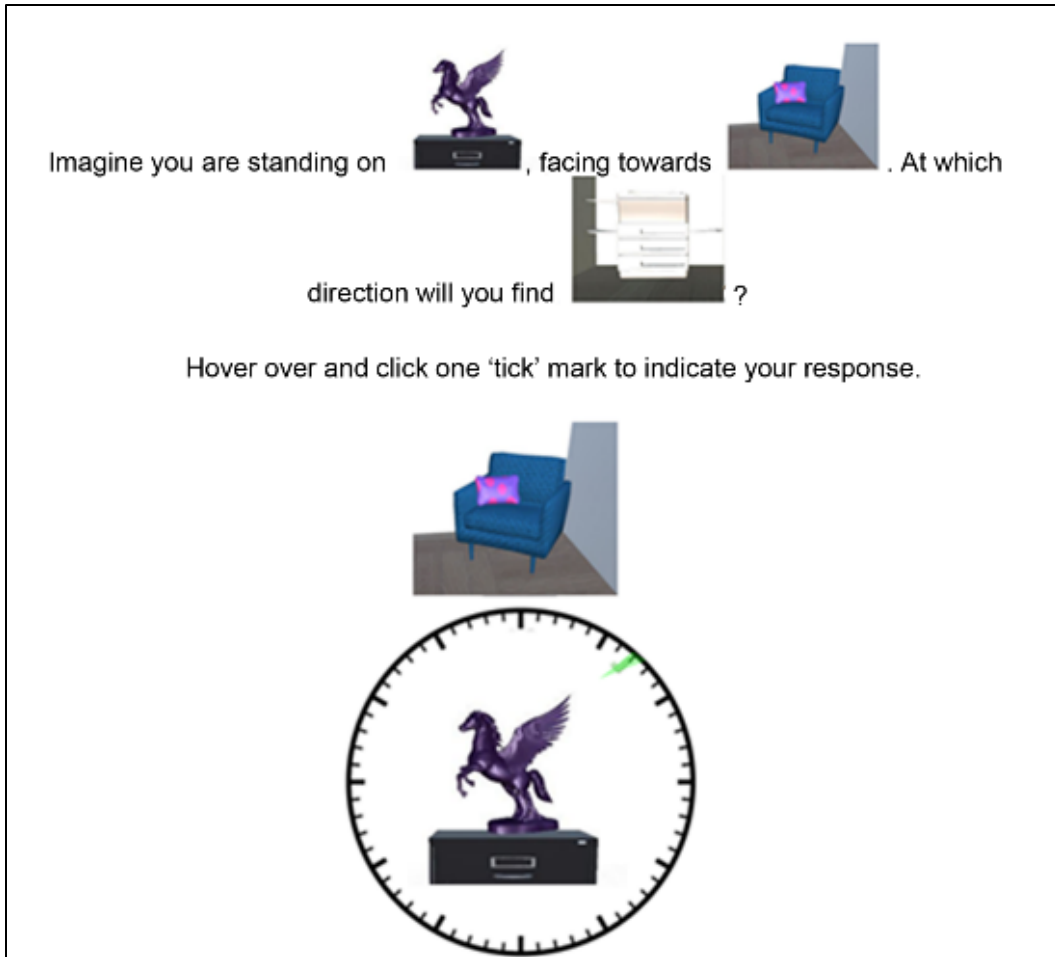 Imagine you are standing on , facing towards . At which
direction will you find ?
Hover over and click one ‘tick’ mark to indicate your response.